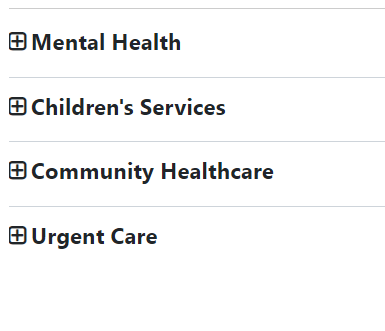 Mental Health
Children's Services
Community Healthcare
Urgent Care